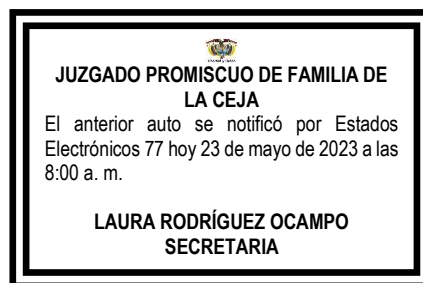 JUZGADO PROMISCUO DE FAMILIA DE
LA CEJA
El anterior auto se notificó por Estados
Electrónicos 77 hoy 23 de mayo de 2023 a las
8:00 a. m.
LAURA RODRÍGUEZ OCAMPO
SECRETARIA